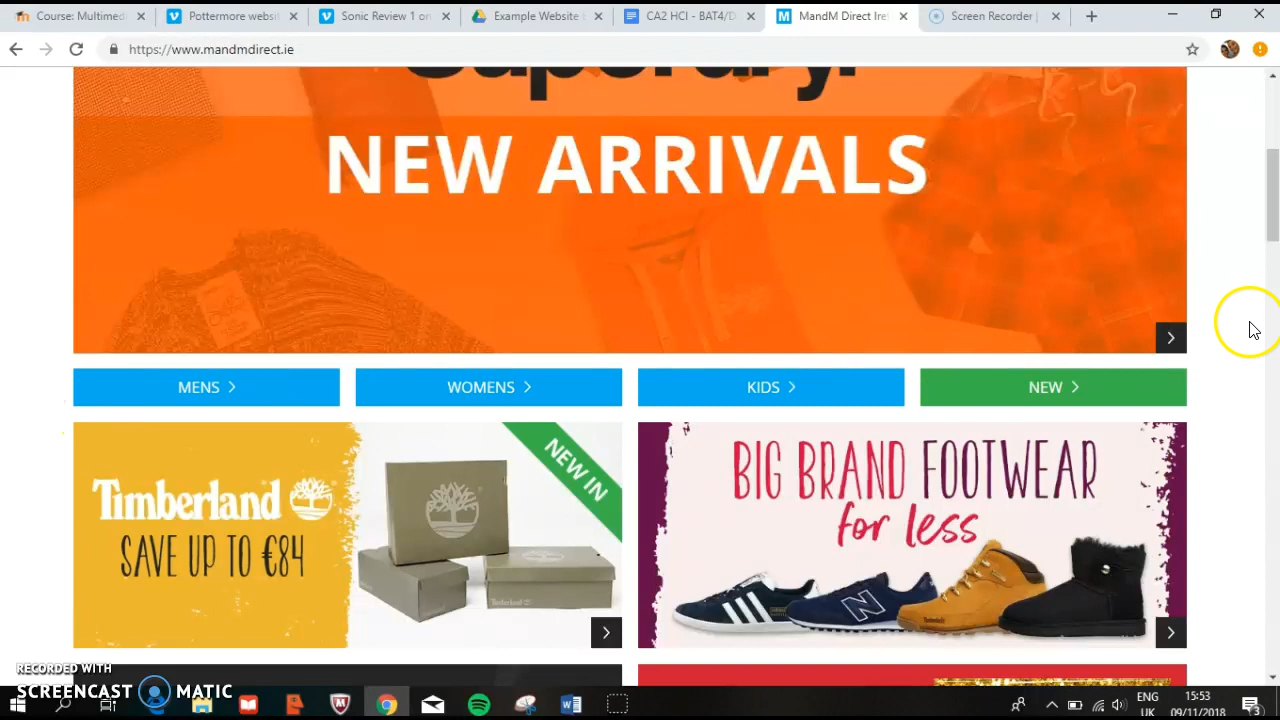 Course: Multimed
Pottermore websi
Sonic Review 1 on
Example Website
CA2 HCI - BAT4/D
MandM Direct Ire
Screen Recorder
https://www.mandmdirect.ie
Superdry.
NEW ARRIVALS
MENS
WOMENS
KIDS
NEW
Timberland
SAVE UP TO €84
NEW IN
BIG BRAND FOOTWEAR
for less
RECORDED WITH
SCREENCAST MATIC
ENG
UK
15:53
09/11/2018
3